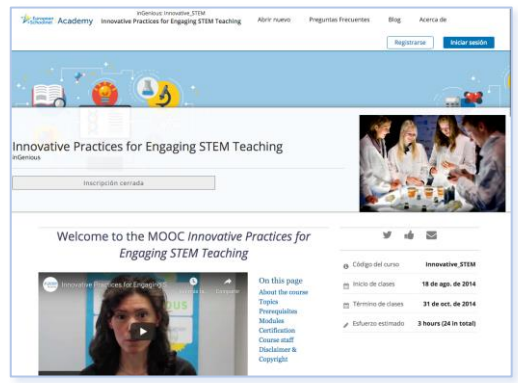 inGenious: Innovative_STEM
European Schoolnet Academy Innovative Practices for Engaging STEM Teaching Abrir nuevo Preguntas Frecuentes Blog Acerca de
Registrarse Iniciar sesión
Innovative Practices for Engaging STEM Teaching
inGenious
Inscripción cerrada
Welcome to the MOOC Innovative Practices for
Engaging STEM Teaching
Innovative Practices for Engaging
Compartir
On this page
About the course
Topics
Prerequisites
Modules
Certification
Course staff
Disclaimer &
Copyright
Código del curso Innovative_STEM
Inicio de clases 18 de ago. de 2014
Término de clases 31 de oct. de 2014
Esfuerzo estimado 3 hours (24 in total)